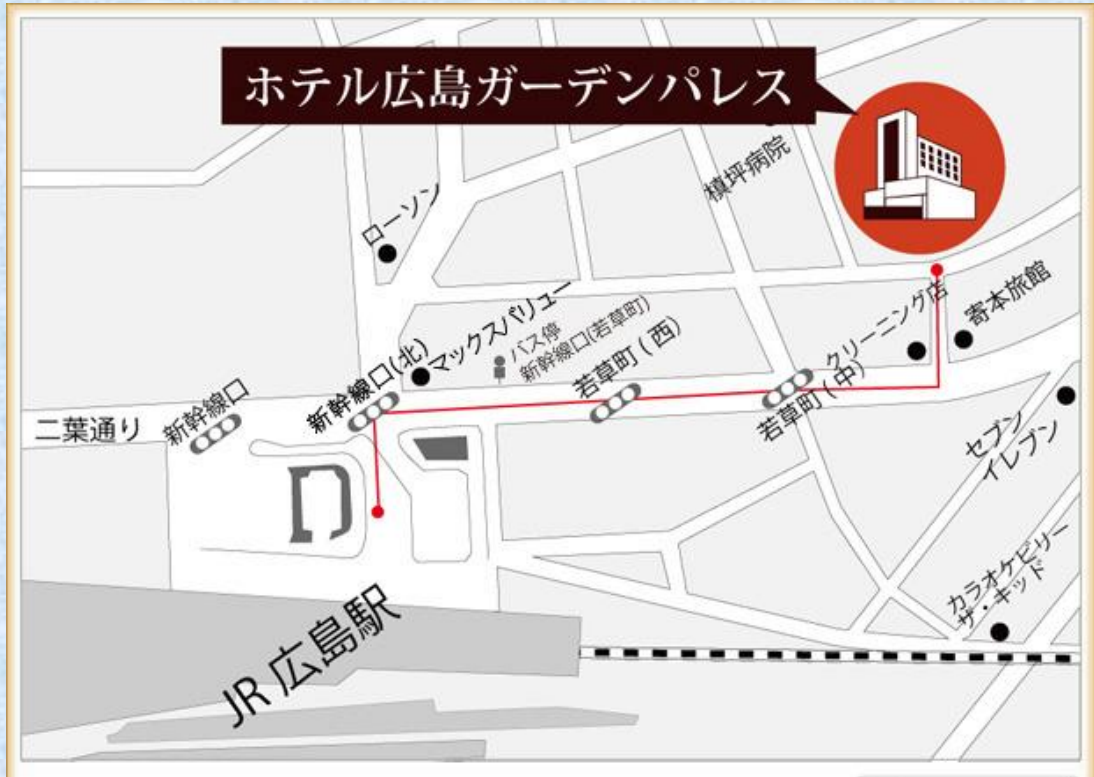 ホテル広島ガーデンパレス
槙坪病院
ローソン
マックスバリュー
バス停
新幹線口(若草町)
若草町(西)
クリーニング店
寄本旅館
新幹線口(北)
新幹線口
二葉通り
若草町(中)
セブン
イレブン
カラオケビリー
ザ・キッド
JR 広島駅